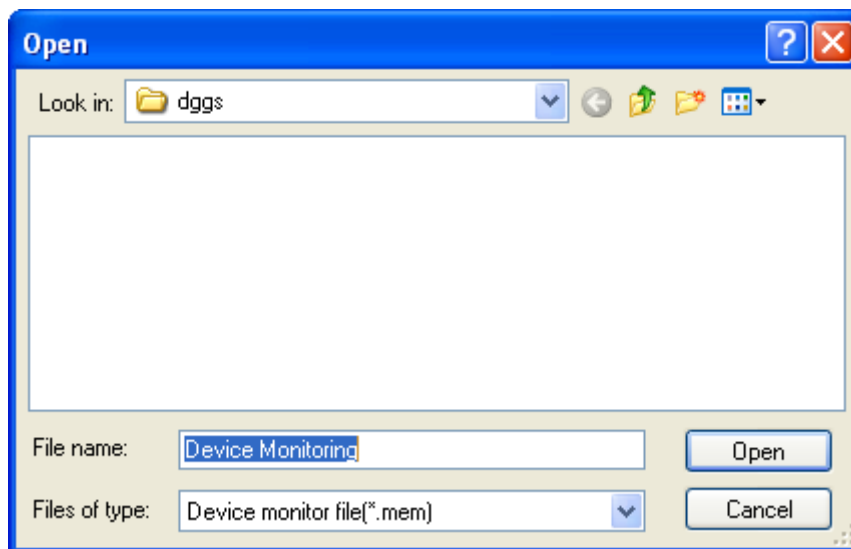 Open
Look in: dggs
File name: Device Monitoring Open
Files of type: Device monitor file(*.mem) Cancel